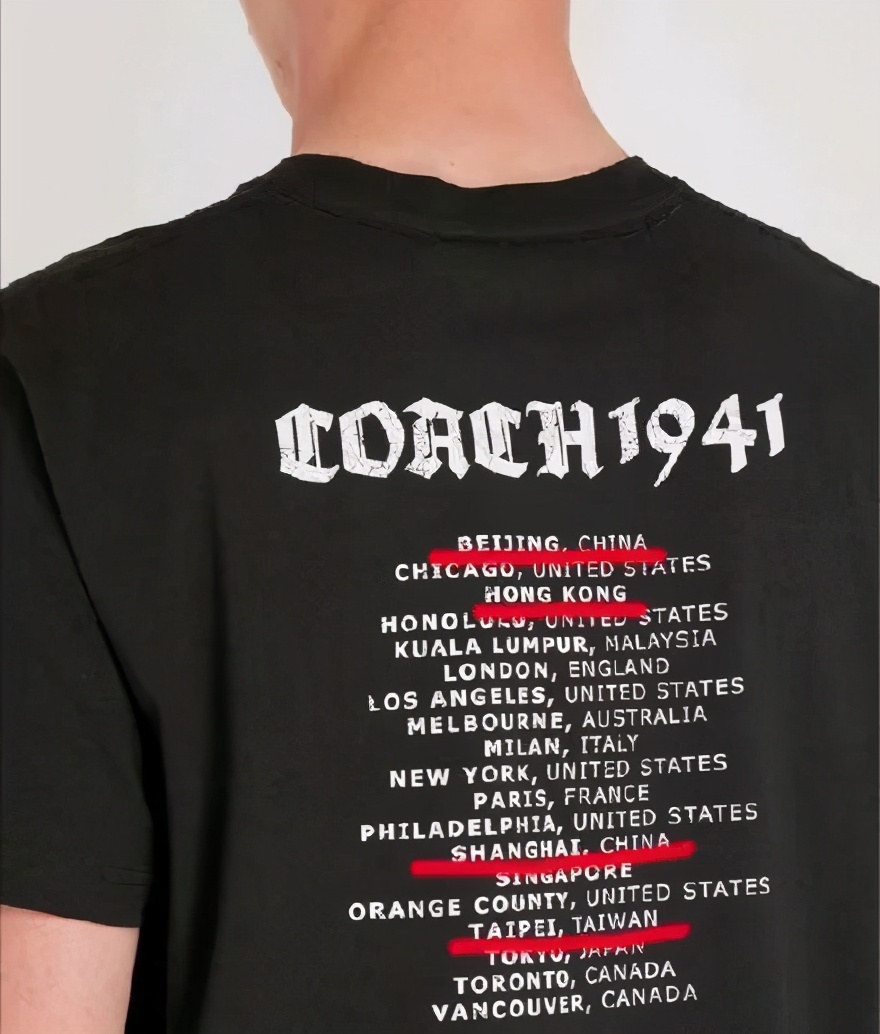 COACH1941
BEIJING, CHINA
CHICAGO, UNITED STATES
HONG KONG
HONOLULU, UNITED STATES
KUALA LUMPUR, MALAYSIA
LONDON, ENGLAND
LOS ANGELES, UNITED STATES
MELBOURNE, AUSTRALIA
MILAN, ITALY
NEW YORK, UNITED STATES
PARIS, FRANCE
PHILADELPHIA, UNITED STATES
SHANGHAI, CHINA
SINGAPORE
ORANGE COUNTY, UNITED STATES
TAIPEI, TAIWAN
TOKYO, JAPAN
TORONTO, CANADA
VANCOUVER, CANADA